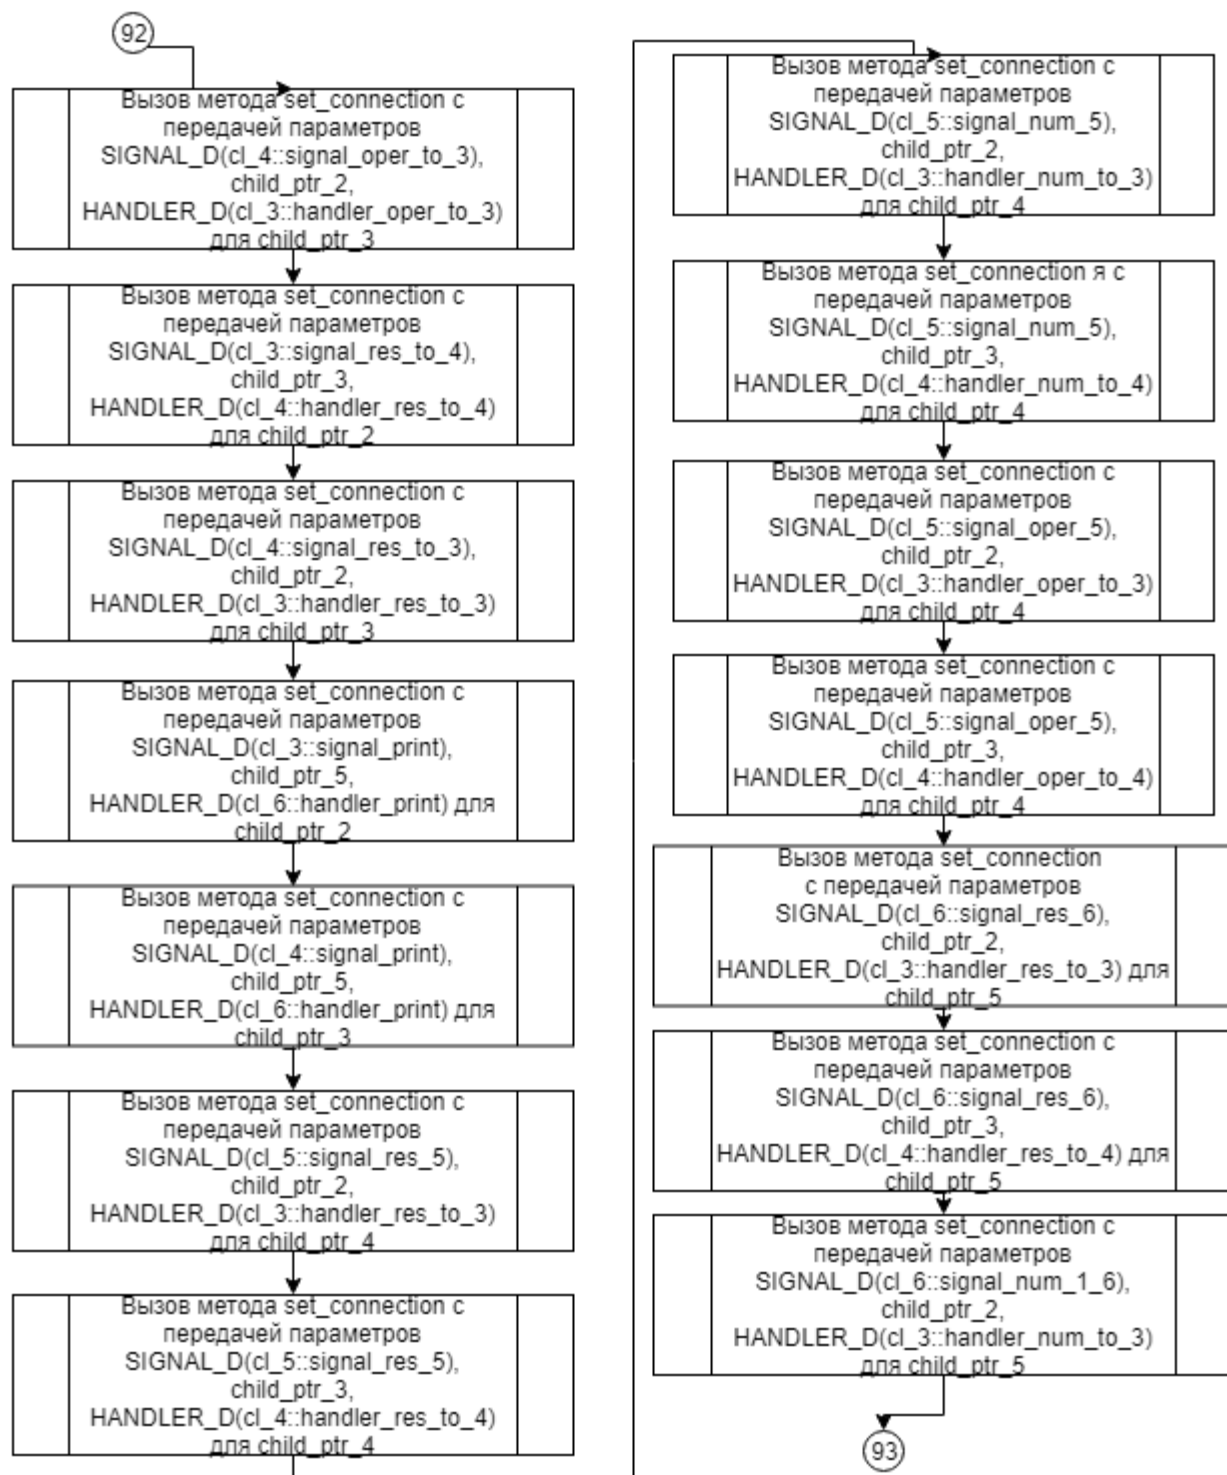 92
Вызов метода set_connection с
передачей параметров
SIGNAL_D(cl_4::signal_oper_to_3),
child_ptr_2,
HANDLER_D(cl_3::handler_oper_to_3)
для child_ptr_3
Вызов метода set_connection с
передачей параметров
SIGNAL_D(cl_3::signal_res_to_4),
child_ptr_3,
HANDLER_D(cl_4::handler_res_to_4)
для child_ptr_2
Вызов метода set_connection с
передачей параметров
SIGNAL_D(cl_4::signal_res_to_3),
child_ptr_2,
HANDLER_D(cl_3::handler_res_to_3)
для child_ptr_3
Вызов метода set_connection с
передачей параметров
SIGNAL_D(cl_3::signal_print),
child_ptr_5,
HANDLER_D(cl_6::handler_print) для
child_ptr_2
Вызов метода set_connection с
передачей параметров
SIGNAL_D(cl_4::signal_print),
child_ptr_5,
HANDLER_D(cl_6::handler_print) для
child_ptr_3
Вызов метода set_connection с
передачей параметров
SIGNAL_D(cl_5::signal_res_5),
child_ptr_2,
HANDLER_D(cl_3::handler_res_to_3)
для child_ptr_4
Вызов метода set_connection с
передачей параметров
SIGNAL_D(cl_5::signal_res_5),
child_ptr_3,
HANDLER_D(cl_4::handler_res_to_4)
для child_ptr_4
Вызов метода set_connection с
передачей параметров
SIGNAL_D(cl_5::signal_num_5),
child_ptr_2,
HANDLER_D(cl_3::handler_num_to_3)
для child_ptr_4
Вызов метода set_connection я с
передачей параметров
SIGNAL_D(cl_5::signal_num_5),
child_ptr_3,
HANDLER_D(cl_4::handler_num_to_4)
для child_ptr_4
Вызов метода set_connection с
передачей параметров
SIGNAL_D(cl_5::signal_oper_5),
child_ptr_2,
HANDLER_D(cl_3::handler_oper_to_3)
для child_ptr_4
Вызов метода set_connection с
передачей параметров
SIGNAL_D(cl_5::signal_oper_5),
child_ptr_3,
HANDLER_D(cl_4::handler_oper_to_4)
для child_ptr_4
Вызов метода set_connection
с передачей параметров
SIGNAL_D(cl_6::signal_res_6),
child_ptr_2,
HANDLER_D(cl_3::handler_res_to_3) для
child_ptr_5
Вызов метода set_connection с
передачей параметров
SIGNAL_D(cl_6::signal_res_6),
child_ptr_3,
HANDLER_D(cl_4::handler_res_to_4) для
child_ptr_5
Вызов метода set_connection с
передачей параметров
SIGNAL_D(cl_6::signal_num_1_6),
child_ptr_2,
HANDLER_D(cl_3::handler_num_to_3)
для child_ptr_5
93